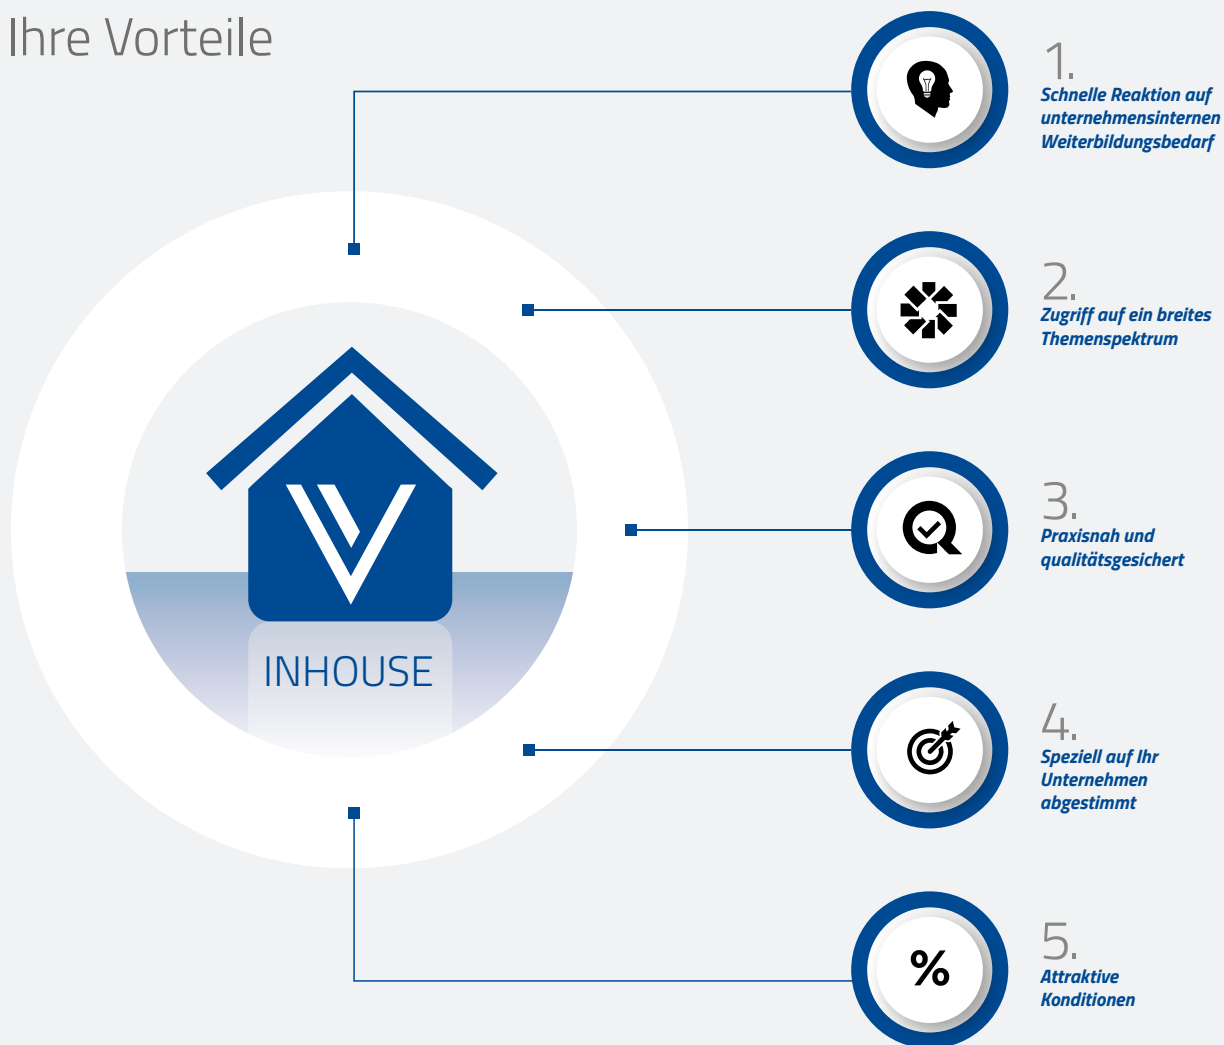 Ihre Vorteile
1.
Schnelle Reaktion auf
unternehmensinternen
Weiterbildungsbedarf
2.
Zugriff auf ein breites
Themenspektrum
3.
Praxisnah und
qualitätsgesichert
INHOUSE
4.
Speziell auf Ihr
Unternehmen
abgestimmt
%
5.
Attraktive
Konditionen